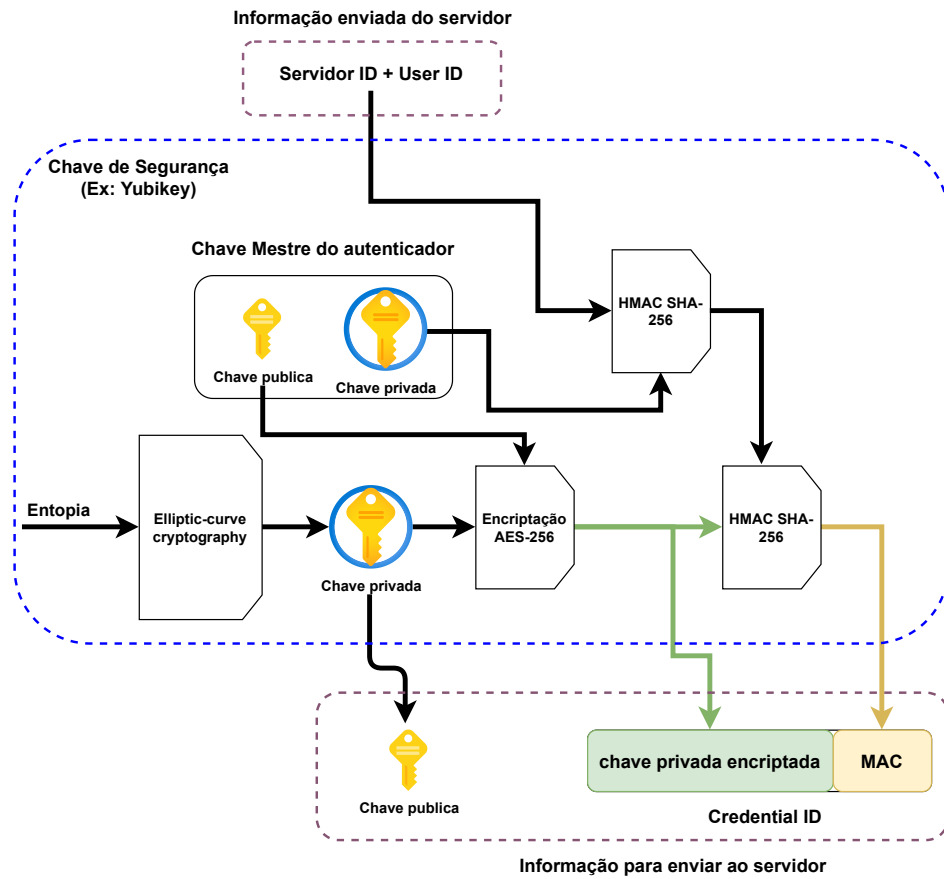 Informação enviada do servidor
Servidor ID + User ID
Chave de Segurança
(Ex: Yubikey)
Chave Mestre do autenticador
HMAC SHA-
256
Chave publica
Chave privada
Entopia
Elliptic-curve
cryptography
Chave privada
Encriptação
AES-256
HMAC SHA-
256
chave privada encriptada
MAC
Chave publica
Credential ID
Informação para enviar ao servidor